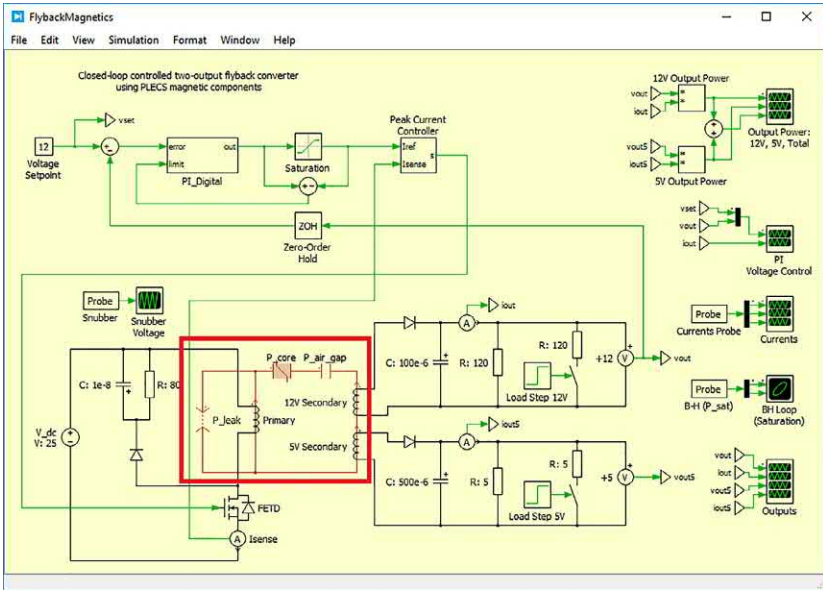 FlybackMagnetics
File Edit View Simulation Format Window Help
Closed-loop controlled two-output flyback converter
using PLECS magnetic components
vset
12
Voltage
Setpoint
error
limit
out
PI_Digital
Saturation
Peak Current
Controller
Iref
Isense
s
ZOH
Zero-Order
Hold
12V Output Power
vout
iout
vout5
iout5
5V Output Power
Output Power:
12V, 5V, Total
vset
vout
iout
PI
Voltage Control
Probe
Snubber
Snubber
Voltage
Probe
Currents Probe
Currents
Probe
B-H (P_sat)
BH Loop
(Saturation)
vout
iout
vout5
iout5
Outputs
V_dc
V: 25
C: 1e-8
R: 80
P_leak
P_core
P_air_gap
Primary
12V Secondary
5V Secondary
FETD
A
Isense
C: 100e-6
A
iout
R: 120
R: 120
Load Step 12V
+12
V
vout
C: 500e-6
A
iout5
R: 5
R: 5
Load Step 5V
+5
V
vout5